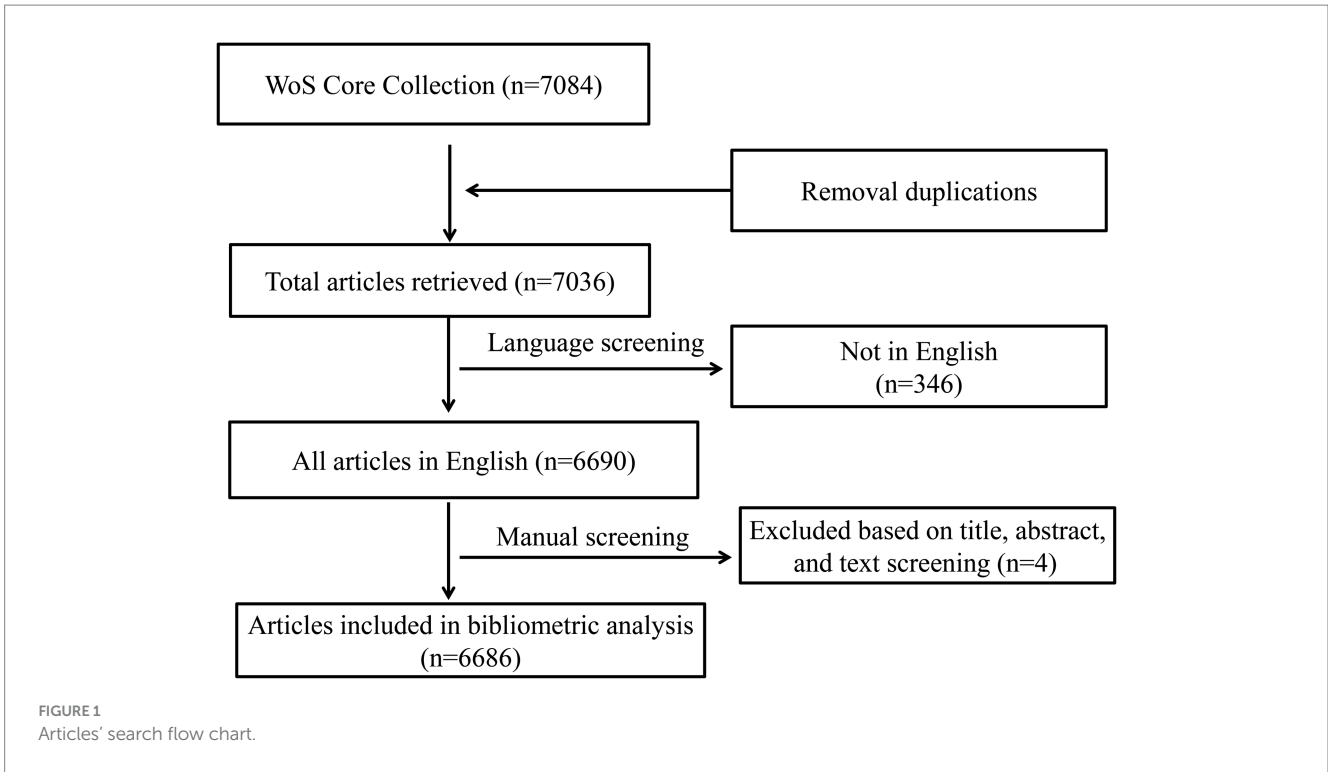 WoS Core Collection (n=7084)
Removal duplications
Total articles retrieved (n=7036)
Language screening
Not in English
(n=346)
All articles in English (n=6690)
Manual screening
Excluded based on title, abstract,
and text screening (n=4)
Articles included in bibliometric analysis
(n=6686)
FIGURE 1
Articles’ search flow chart.